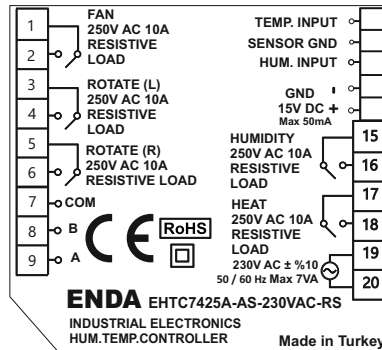 1
2
3
4
5
6
7
8
9
FAN
250V AC 10A
RESISTIVE
LOAD
ROTATE (L)
250V AC 10A
RESISTIVE
LOAD
ROTATE (R)
250V AC 10A
RESISTIVE LOAD
COM
B
A
CE
RoHS
TEMP. INPUT
SENSOR GND
HUM. INPUT
GND -
15V DC +
Max 50mA
HUMIDITY
250V AC 10A
RESISTIVE
LOAD
HEAT
250V AC 10A
RESISTIVE
LOAD
230V AC ± %10
50 / 60 Hz Max 7VA
15
16
17
18
19
20
ENDA EHTC7425A-AS-230VAC-RS
INDUSTRIAL ELECTRONICS
HUM.TEMP.CONTROLLER
Made in Turkey